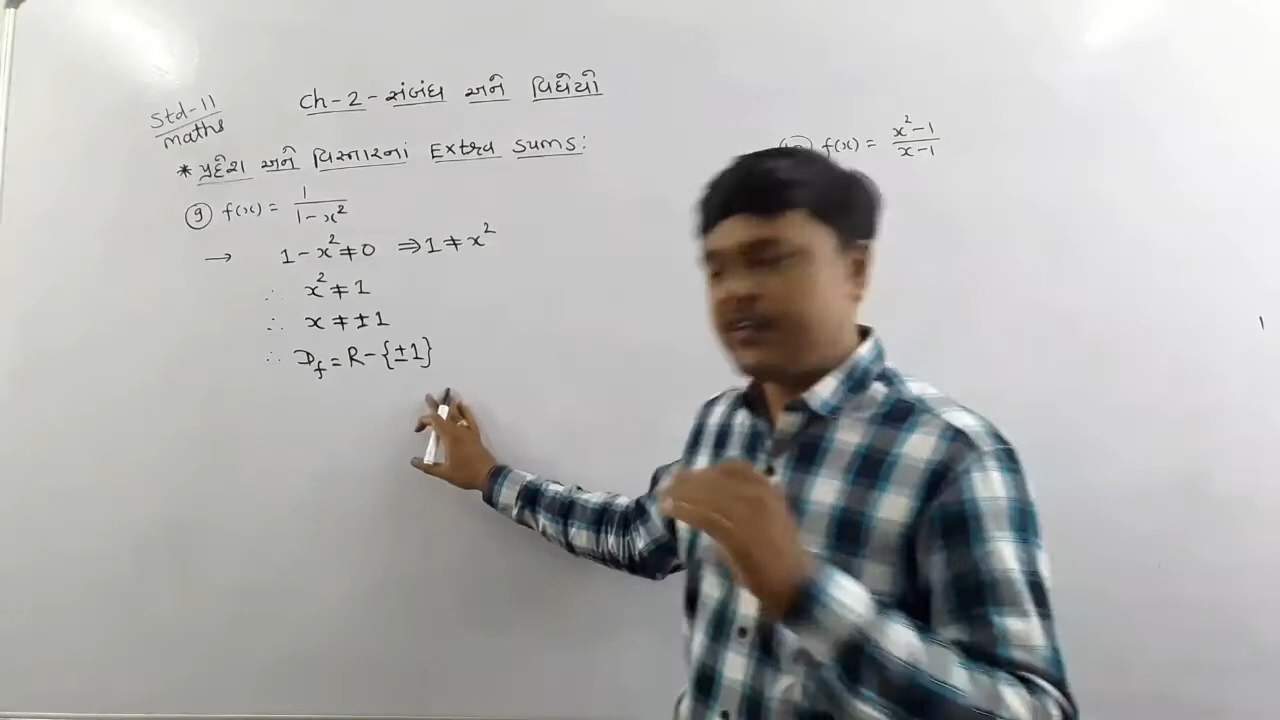 Std-11
maths
Ch-2-સંબંધ અને વિધેયો
* પ્રદેશ અને વિસ્તારનાં Extra sums:
⑨ f(x) = 1/(1-x²)
→ 1-x²≠0 ⇒1≠x²
∴ x²≠1
∴ x≠±1
∴ D_f=R-{±1}
f(x) = (x²-1)/(x-1)